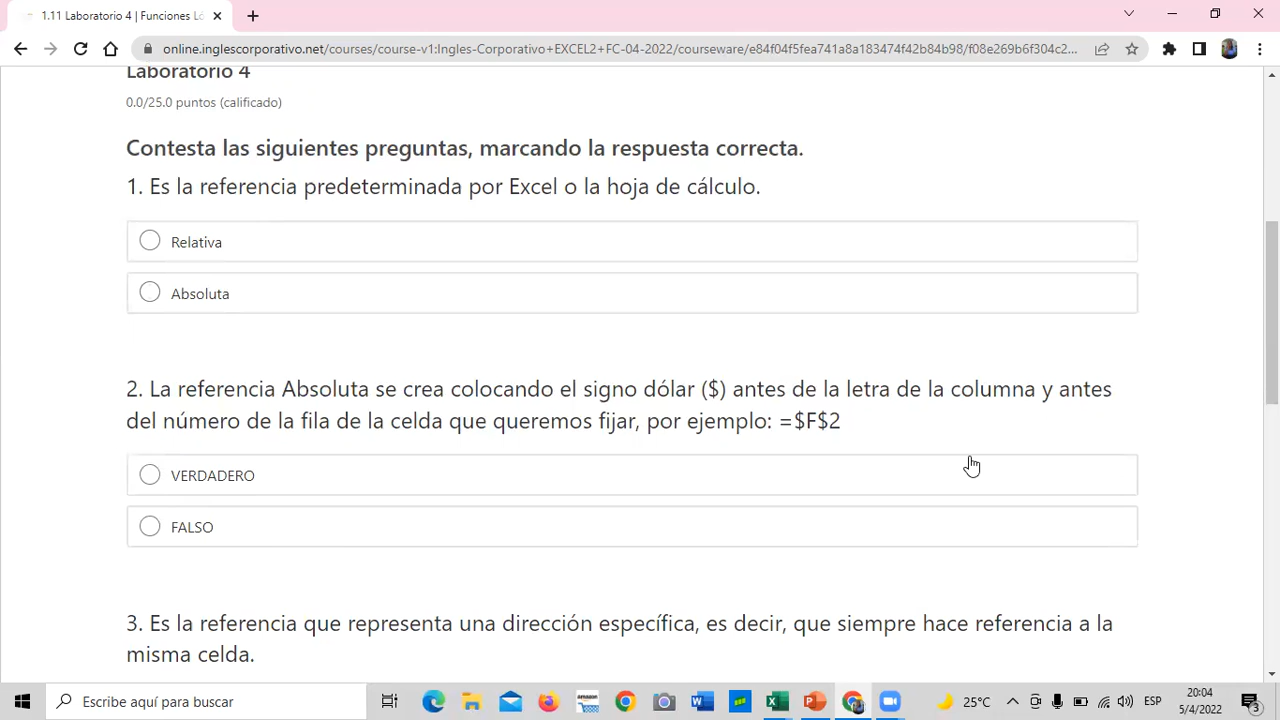 1.11 Laboratorio 4 | Funciones Ló
online.inglescorporativo.net/courses/course-v1:Ingles-Corporativo+EXCEL2+FC-04-2022/courseware/e84f04f5fea741a8a183474f42b84b98/f08e269b6f304c2...
Laboratorio 4
0.0/25.0 puntos (calificado)
Contesta las siguientes preguntas, marcando la respuesta correcta.
1. Es la referencia predeterminada por Excel o la hoja de cálculo.
Relativa
Absoluta
2. La referencia Absoluta se crea colocando el signo dólar ($) antes de la letra de la columna y antes
del número de la fila de la celda que queremos fijar, por ejemplo: =$F$2
VERDADERO
FALSO
3. Es la referencia que representa una dirección específica, es decir, que siempre hace referencia a la
misma celda.
Escribe aquí para buscar
amazon
25°C
ESP
20:04
5/4/2022
3